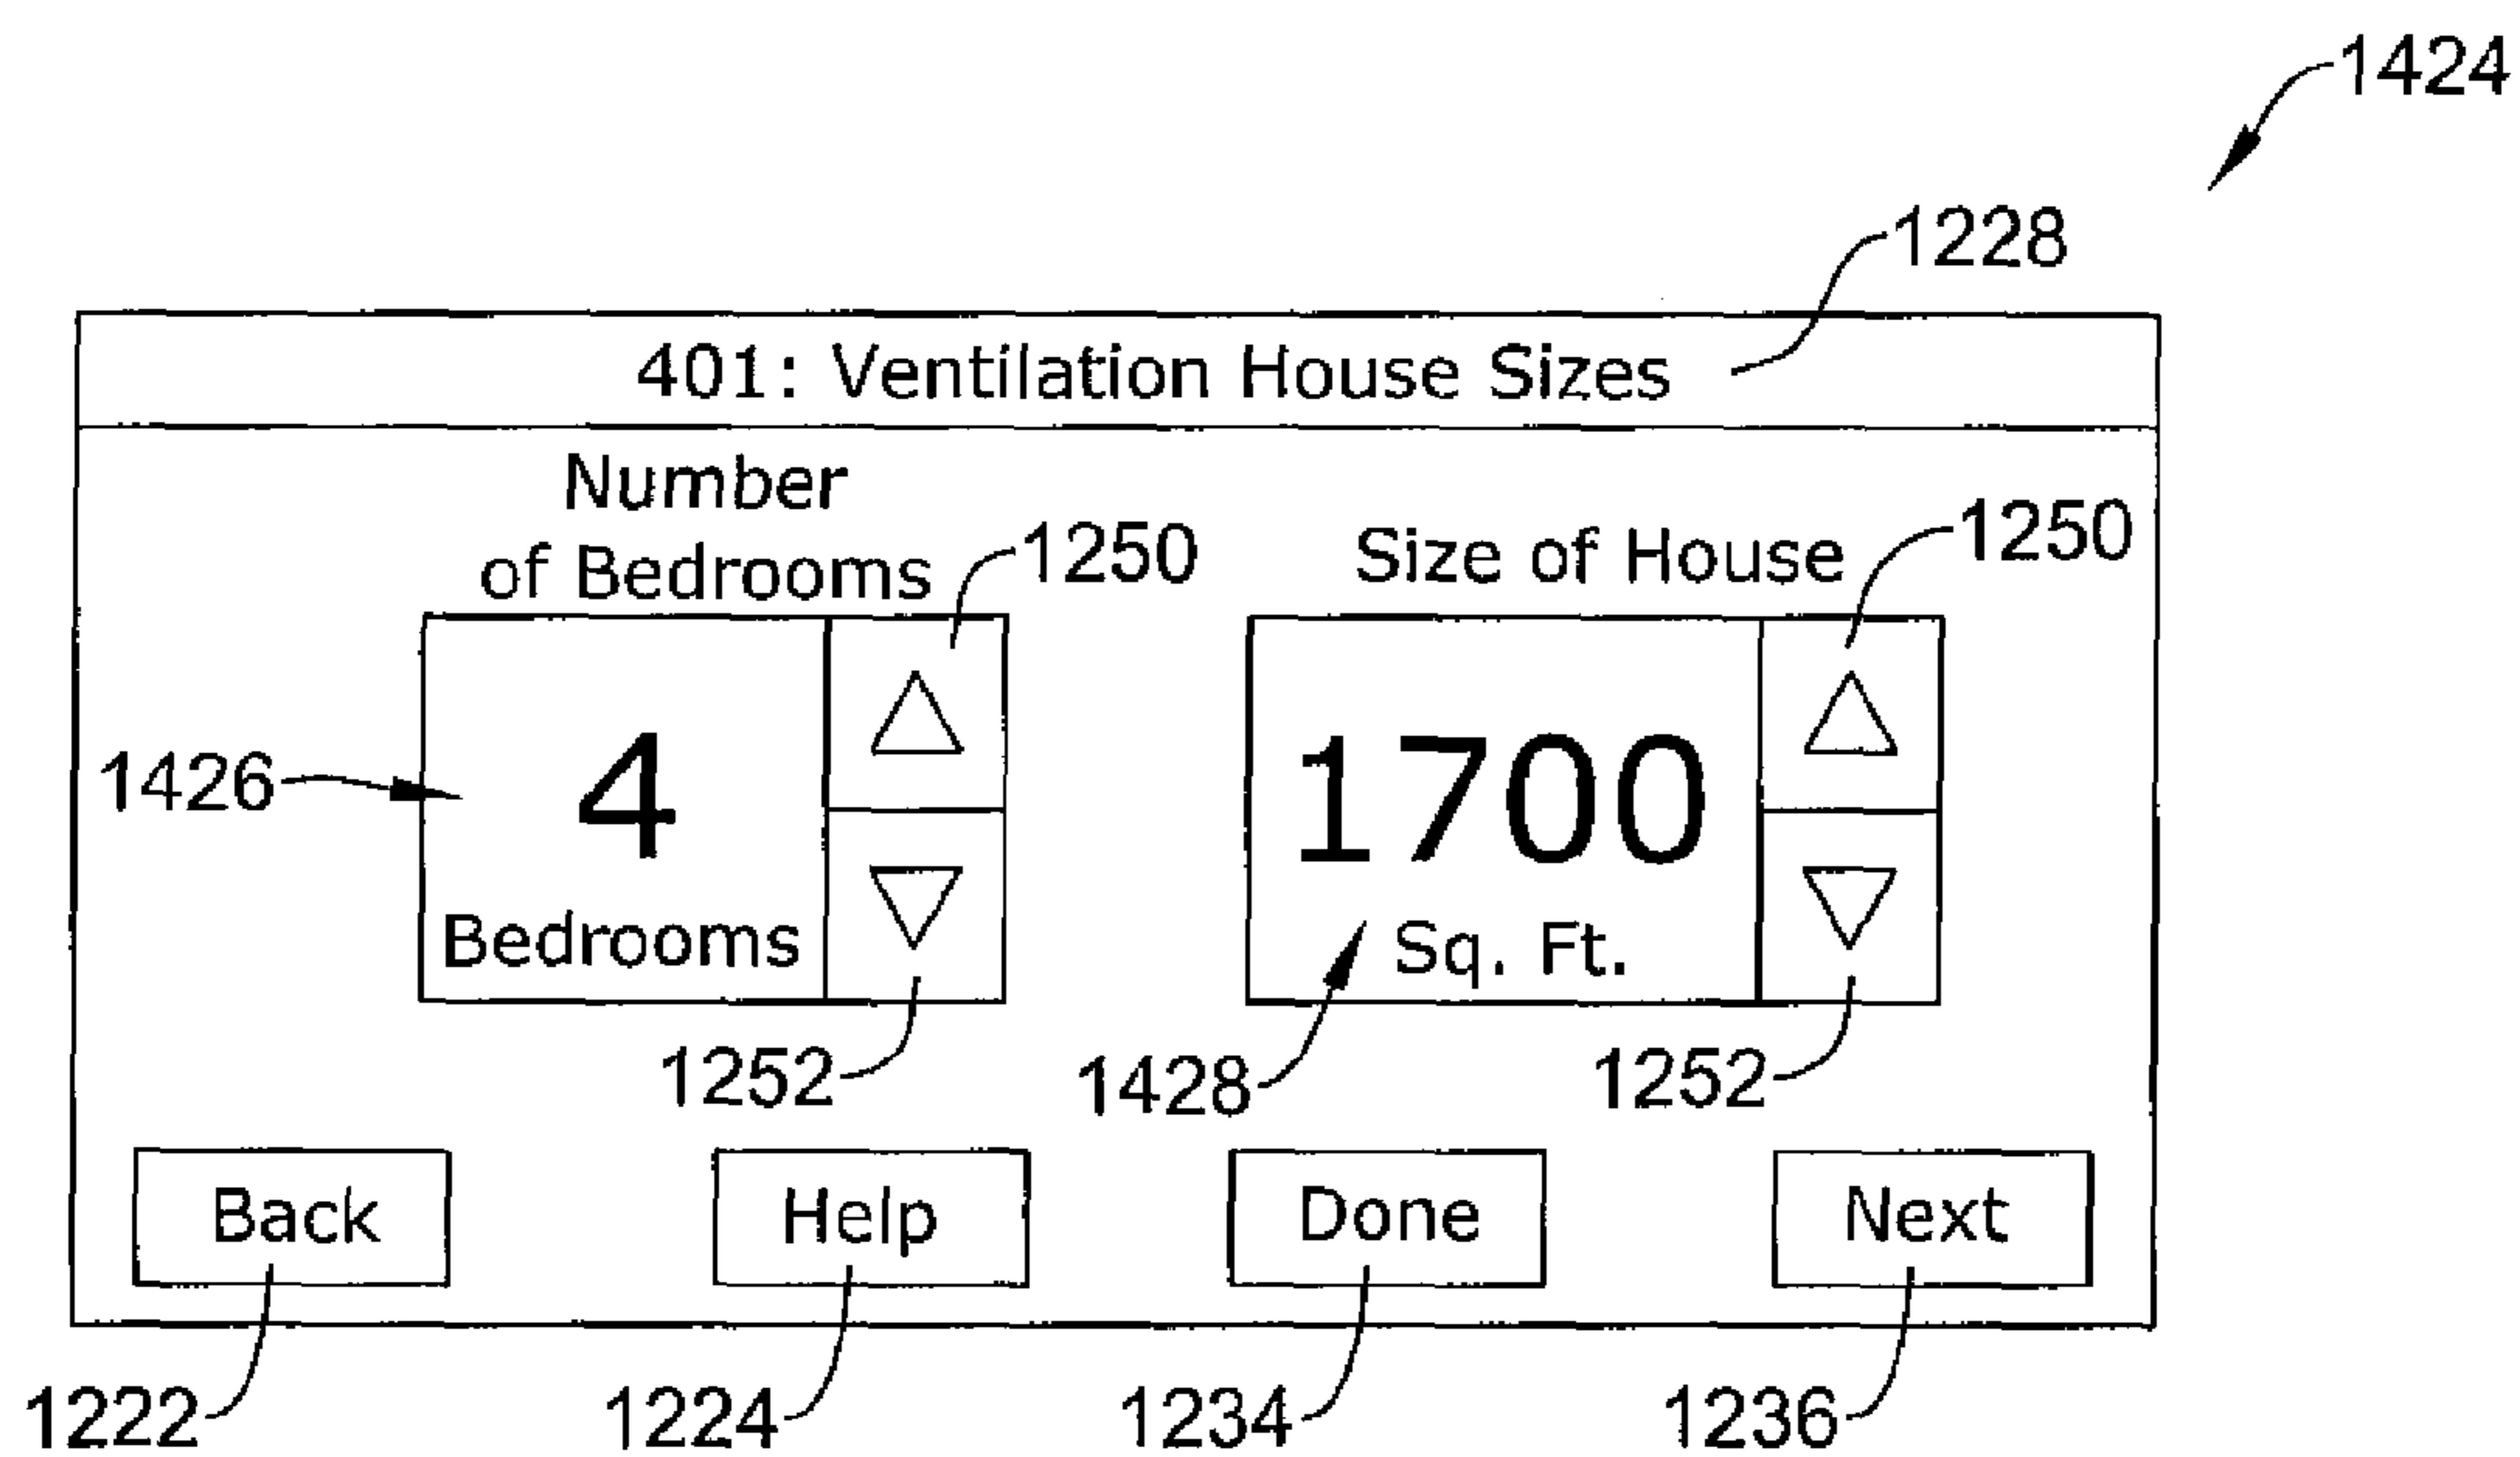 1424
1228
401: Ventilation House Sizes
Number
of Bedrooms
1250
Size of House
1250
1426
4
Bedrooms
1700
Sq. Ft.
1252
1428
1252
Back
Help
Done
Next
1222
1224
1234
1236